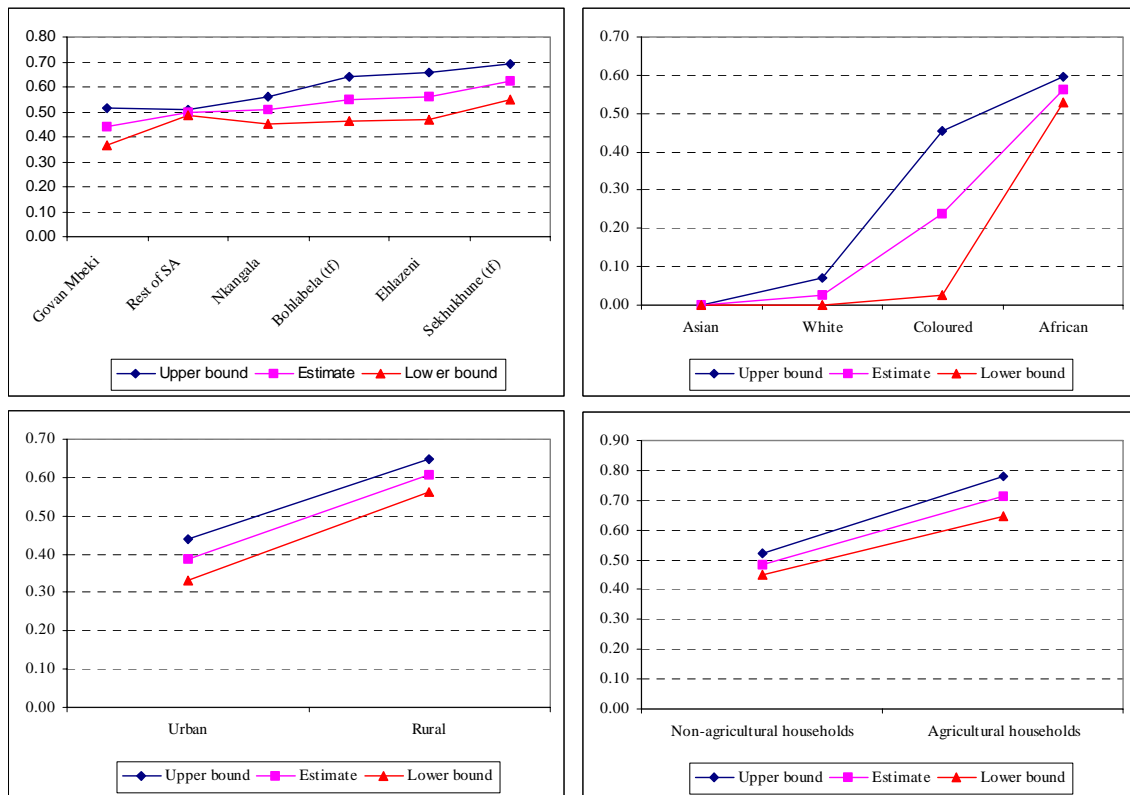 0.80
0.70
0.60
0.50
0.40
0.30
0.20
0.10
0.00
Govan Mbeki
Rest of SA
Nkangala
Bohlabela (tf)
Ehlazeni
Sekhukhune (tf)
Upper bound Estimate Lower bound
0.70
0.60
0.50
0.40
0.30
0.20
0.10
0.00
Asian White Coloured African
Upper bound Estimate Lower bound
0.70
0.60
0.50
0.40
0.30
0.20
0.10
0.00
Urban Rural
Upper bound Estimate Lower bound
0.90
0.80
0.70
0.60
0.50
0.40
0.30
0.20
0.10
0.00
Non-agricultural households Agricultural households
Upper bound Estimate Lower bound